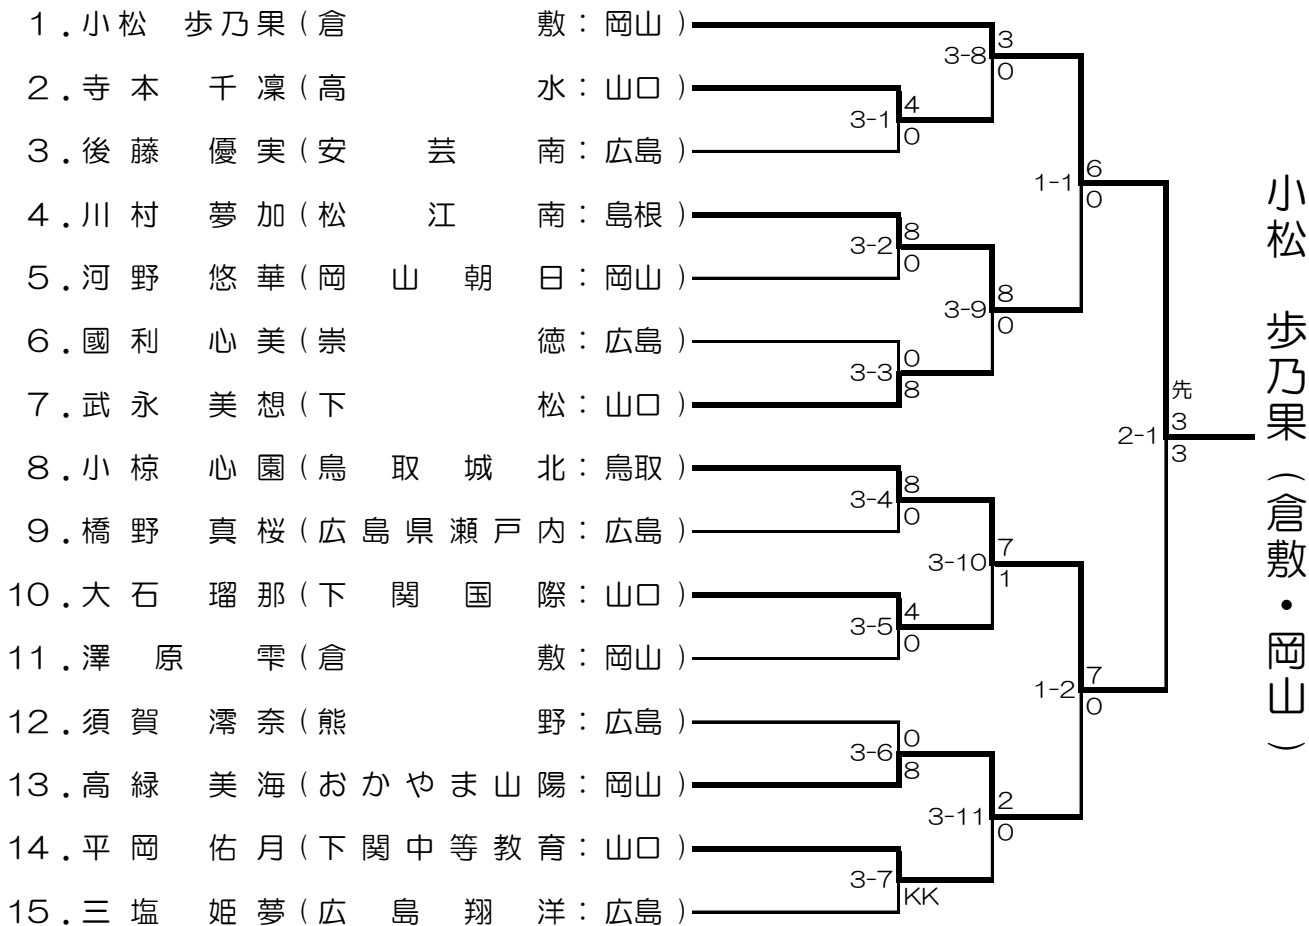 1.小松 歩乃果(倉敷:岡山)
2.寺本 千凜(高水:山口)
3.後藤 優実(安芸南:広島)
4.川村 夢加(松江南:島根)
5.河野 悠華(岡山朝日:岡山)
6.國利 心美(崇徳:広島)
7.武永 美想(下松:山口)
8.小椋 心園(鳥取城北:鳥取)
9.橋野 真桜(広島県瀬戸内:広島)
10.大石 瑠那(下関国際:山口)
11.澤原 雫(倉敷:岡山)
12.須賀 澪奈(熊野:広島)
13.高緑 美海(おかやま山陽:岡山)
14.平岡 佑月(下関中等教育:山口)
15.三塩 姫夢(広島翔洋:広島)
3-1
4
0
3-2
8
0
3-3
0
8
3-4
8
0
3-5
4
0
3-6
0
8
3-7
KK
3-8
3
0
3-9
8
0
3-10
7
1
3-11
2
0
1-1
6
0
1-2
7
0
2-1
先
3
3
小松 歩乃果(倉敷・岡山)